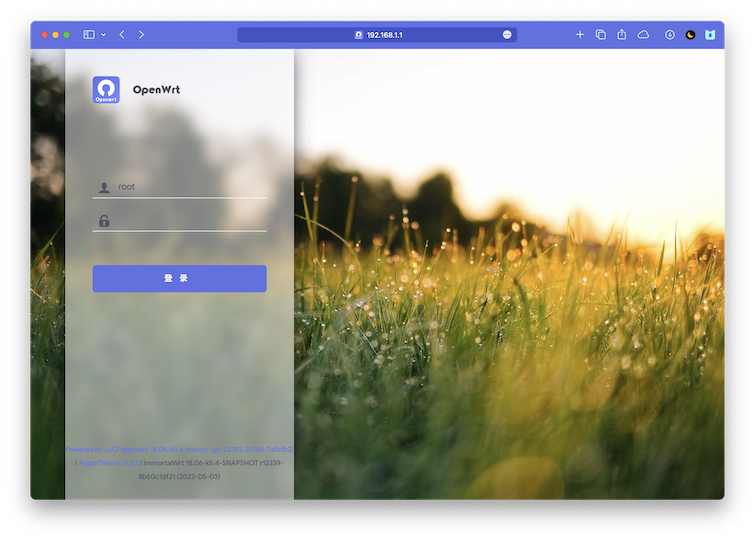 192.168.1.1
Openwrt
OpenWrt
root
登 录
Powered by LuCI openwrt-18.06-k5.4 branch (git-22.312.35760-7afcfb2)
/ ArgonTheme v1.7.3 / ImmortalWrt 18.06-k5.4-SNAPSHOT r12339-
8b50c1df21 (2023-05-03)